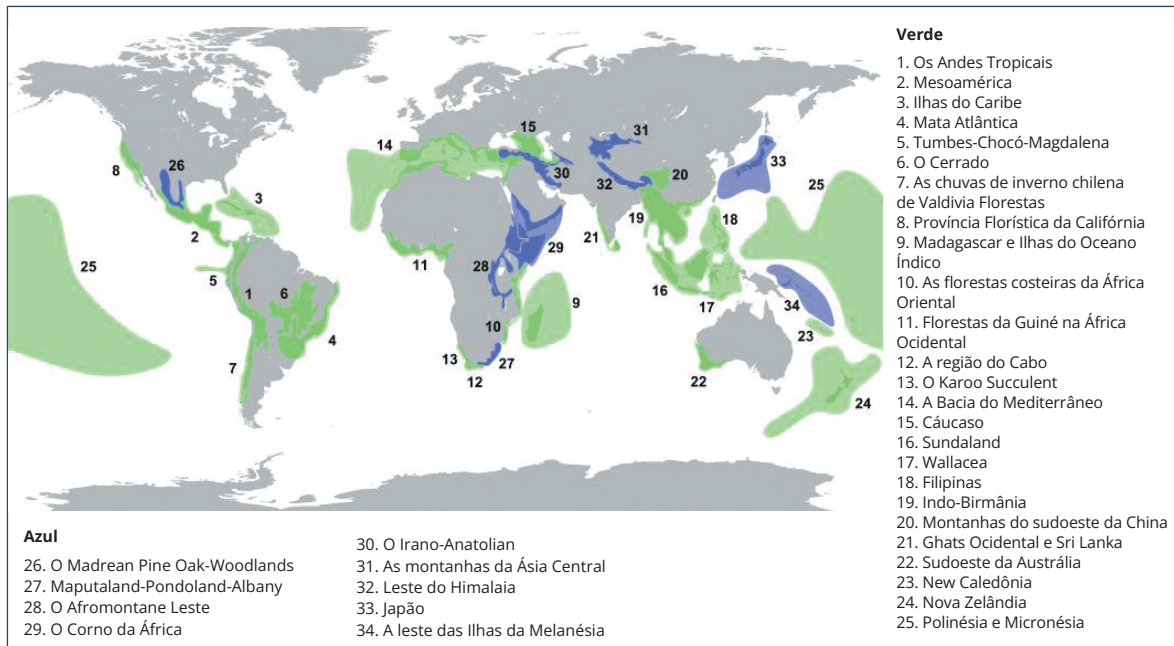 8
26
3
2
25
5
1
6
4
7
14
15
31
30
32
20
33
25
19
21
18
29
11
28
9
16
17
34
10
23
13
27
12
22
24
Verde
1. Os Andes Tropicais
2. Mesoamérica
3. Ilhas do Caribe
4. Mata Atlântica
5. Tumbes-Chocó-Magdalena
6. O Cerrado
7. As chuvas de inverno chilena
de Valdivia Florestas
8. Província Florística da Califórnia
9. Madagascar e Ilhas do Oceano
Índico
10. As florestas costeiras da África
Oriental
11. Florestas da Guiné na África
Ocidental
12. A região do Cabo
13. O Karoo Succulent
14. A Bacia do Mediterrâneo
15. Cáucaso
16. Sundaland
17. Wallacea
18. Filipinas
19. Indo-Birmânia
20. Montanhas do sudoeste da China
21. Ghats Ocidental e Sri Lanka
22. Sudoeste da Austrália
23. New Caledônia
24. Nova Zelândia
25. Polinésia e Micronésia
Azul
26. O Madrean Pine Oak-Woodlands
27. Maputaland-Pondoland-Albany
28. O Afromontane Leste
29. O Corno da África
30. O Irano-Anatolian
31. As montanhas da Ásia Central
32. Leste do Himalaia
33. Japão
34. A leste das Ilhas da Melanésia